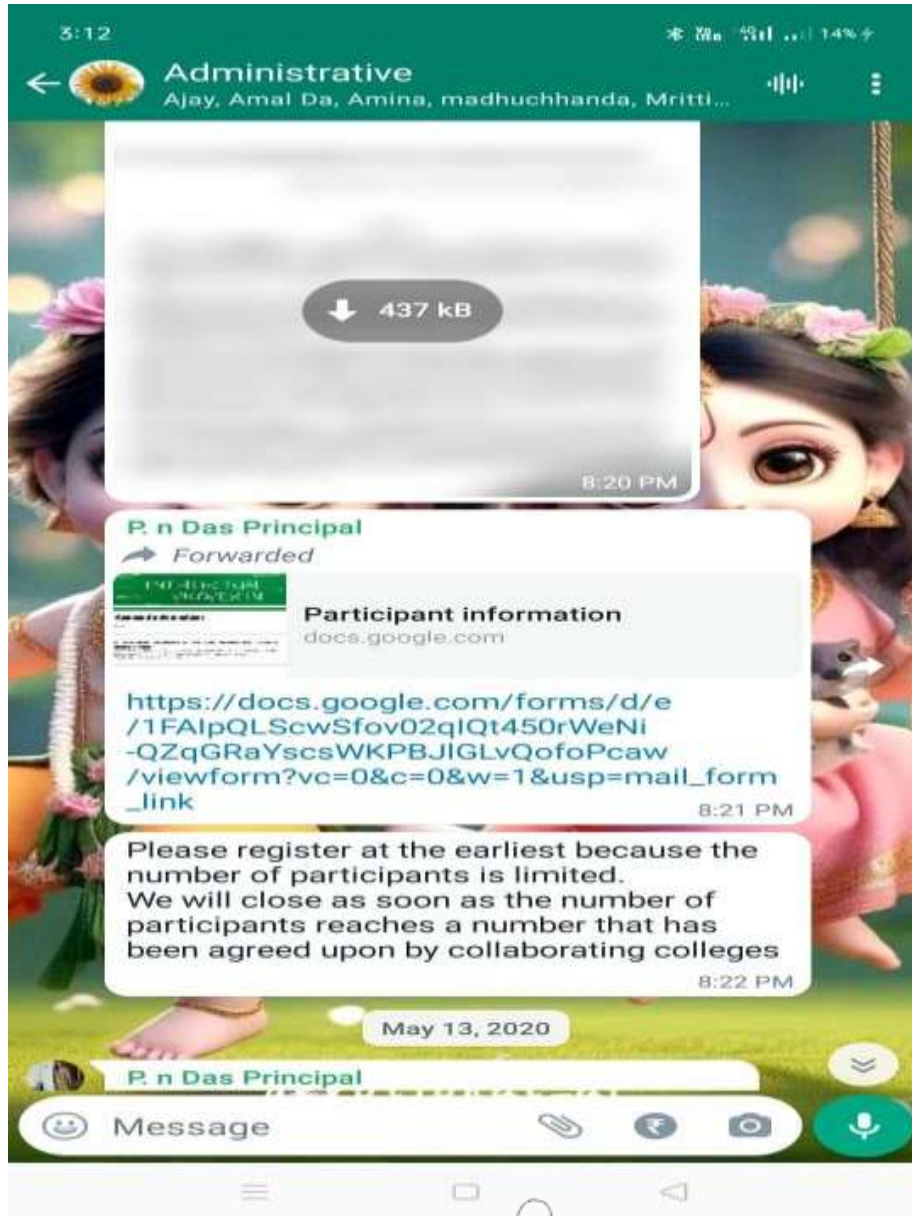 3:12
14%
Administrative
Ajay, Amal Da, Amina, madhuchhanda, Mritti...
437 kB
8:20 PM
P. n Das Principal
Forwarded
Participant information
docs.google.com
https://docs.google.com/forms/d/e
/1FAIpQLScwSfov02qIQt450rWeNi
-QZqGRaYscsWKPBJIGLvQofoPcaw
/viewform?vc=0&c=0&w=1&usp=mail_form
_link
8:21 PM
Please register at the earliest because the
number of participants is limited.
We will close as soon as the number of
participants reaches a number that has
been agreed upon by collaborating colleges
8:22 PM
May 13, 2020
P. n Das Principal
Message